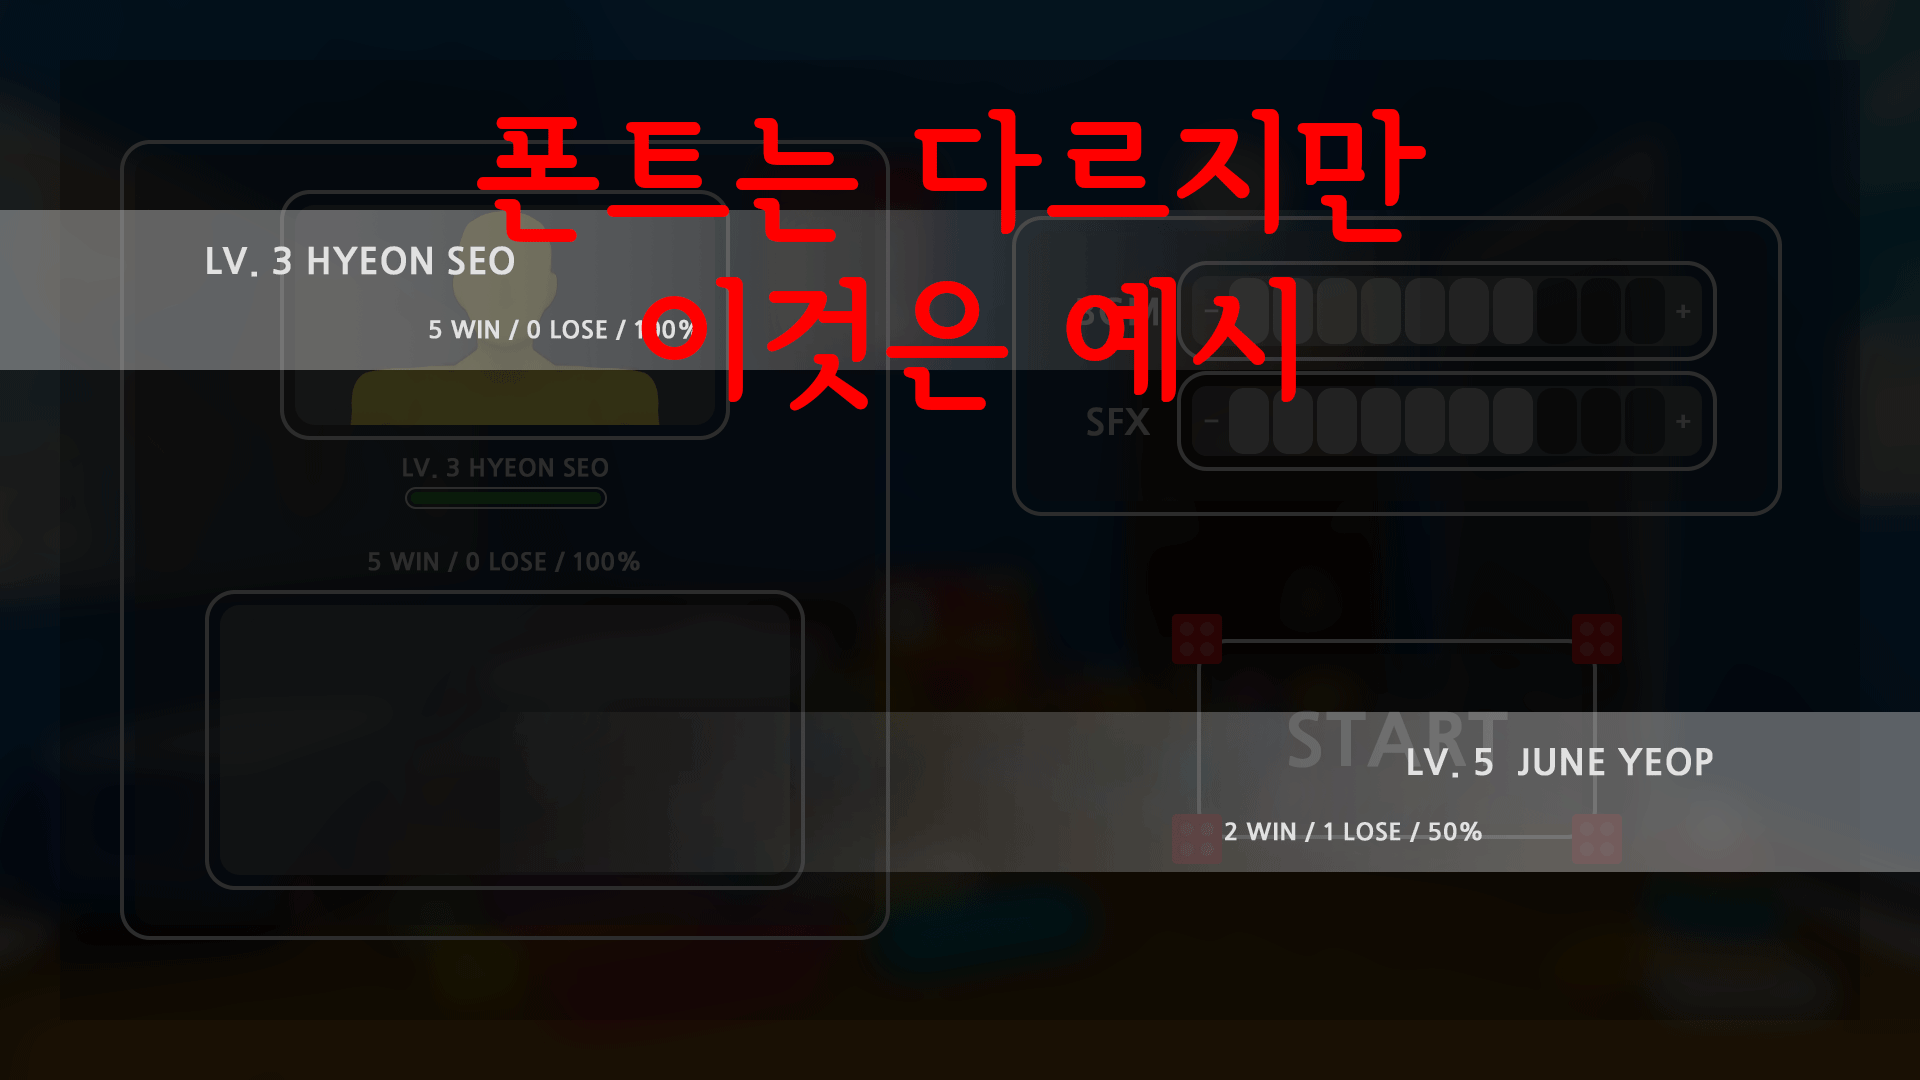 폰트는 다르지만
이것은 예시
LV. 3 HYEON SEO
5 WIN / 0 LOSE / 100%
BGM - +
SFX - +
LV. 3 HYEON SEO
5 WIN / 0 LOSE / 100%
START
LV. 5 JUNE YEOP
2 WIN / 1 LOSE / 50%